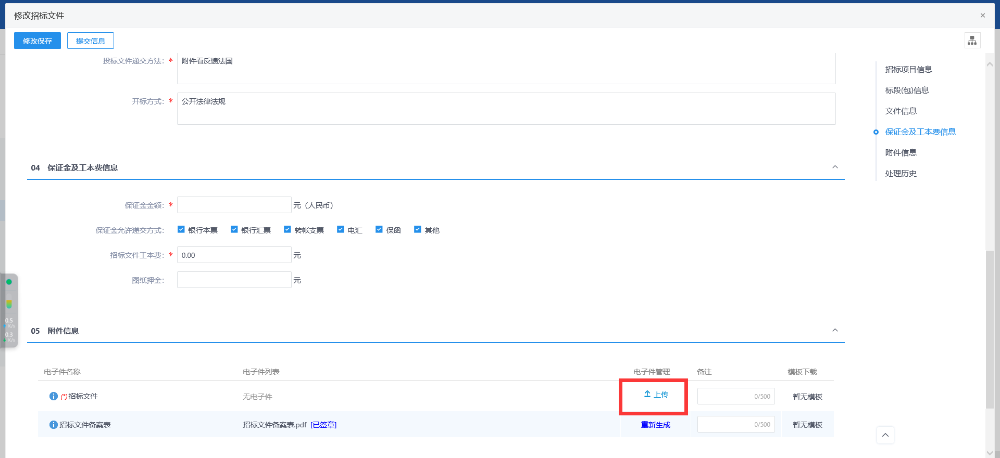 修改招标文件
修改保存 提交信息
投标文件递交方法: * 附件看反馈法国
开标方式: * 公开法律法规
招标项目信息
标段(包)信息
文件信息
保证金及工本费信息
附件信息
处理历史
04 保证金及工本费信息
保证金金额: * 元（人民币）
保证金允许递交方式: 银行本票 银行汇票 转帐支票 电汇 保函 其他
招标文件工本费: * 0.00 元
图纸押金: 元
0.5
K/s
0.3
K/s
05 附件信息
电子件名称 电子件列表 电子件管理 备注 模板下载
(*)招标文件 无电子件 上传 0/500 暂无模板
招标文件备案表 招标文件备案表.pdf [已签章] 重新生成 0/500 暂无模板